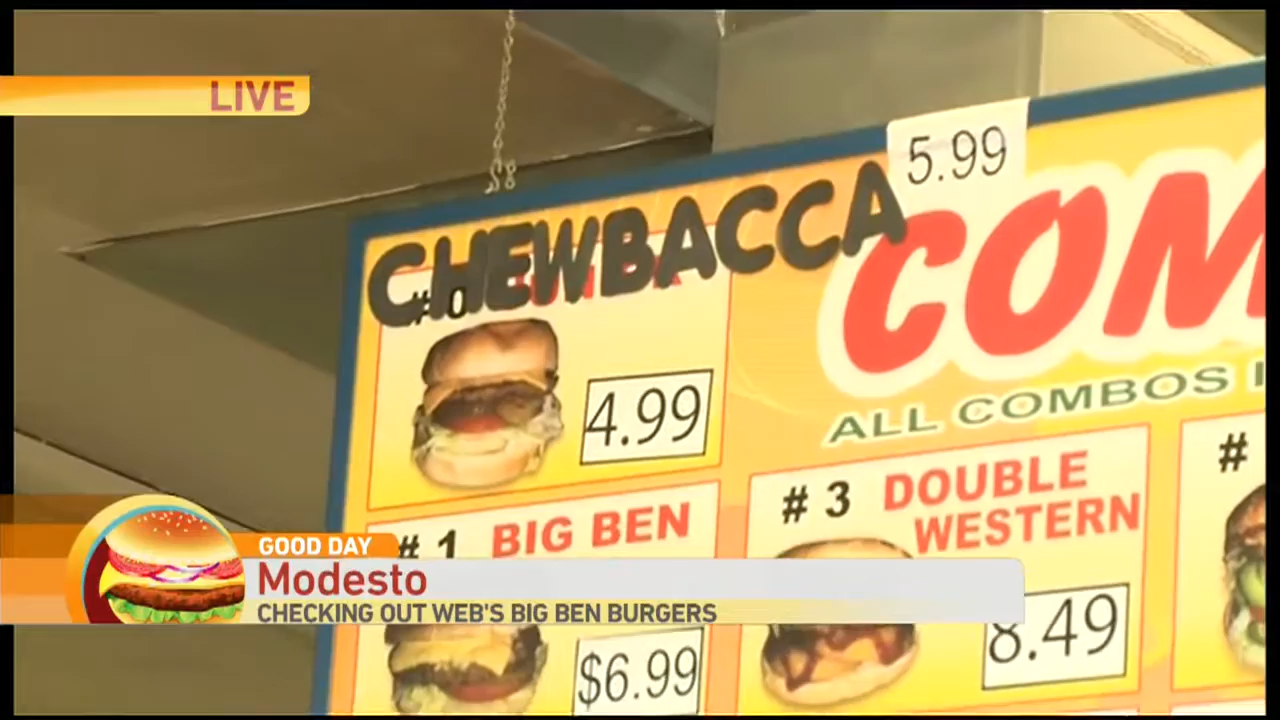 LIVE
5.99
CHEWBACCA
COM
# 0
4.99
ALL COMBOS
# 1 BIG BEN
# 3 DOUBLE
WESTERN
#
$6.99
8.49
GOOD DAY
Modesto
CHECKING OUT WEB'S BIG BEN BURGERS